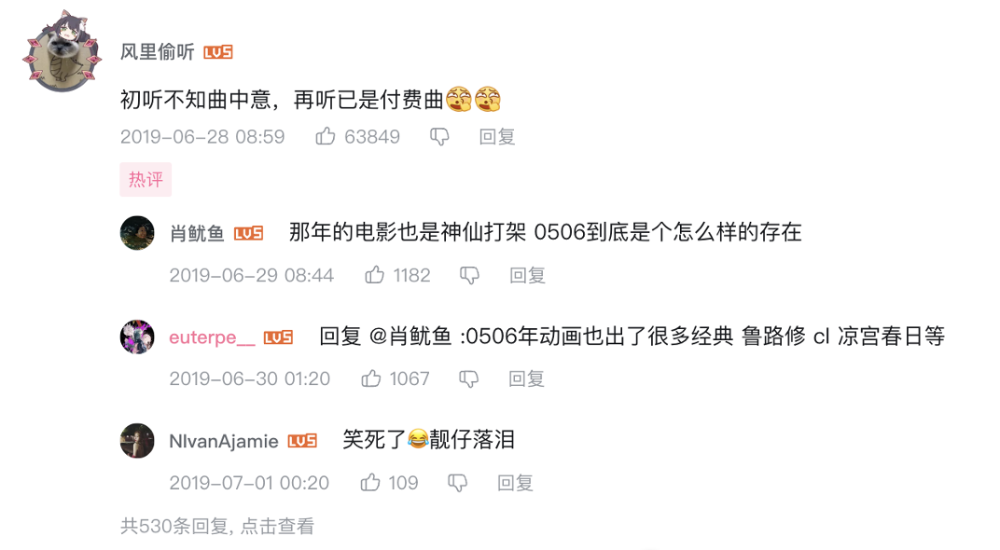 风里偷听 LV5
初听不知曲中意，再听已是付费曲
2019-06-28 08:59 63849 回复
热评
肖鱿鱼 LV5 那年的电影也是神仙打架 0506到底是个怎么样的存在
2019-06-29 08:44 1182 回复
euterpe__ LV5 回复 @肖鱿鱼 :0506年动画也出了很多经典 鲁路修 cl 凉宫春日等
2019-06-30 01:20 1067 回复
NIvanAjamie LV5 笑死了😂靓仔落泪
2019-07-01 00:20 109 回复
共530条回复, 点击查看